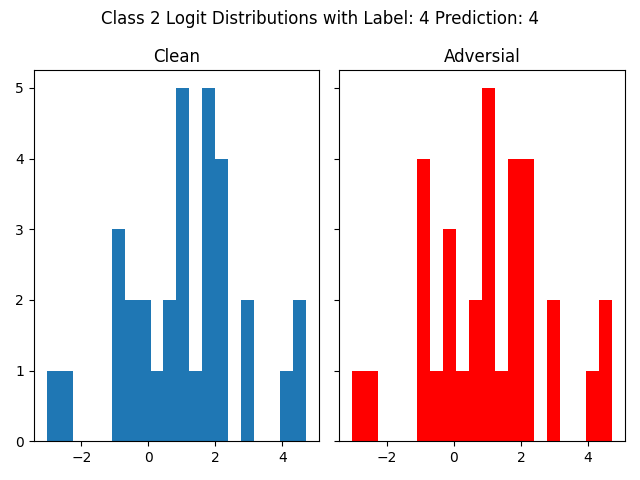 Class 2 Logit Distributions with Label: 4 Prediction: 4
Clean
Adversial
5
4
3
2
1
0
−2 0 2 4
−2 0 2 4